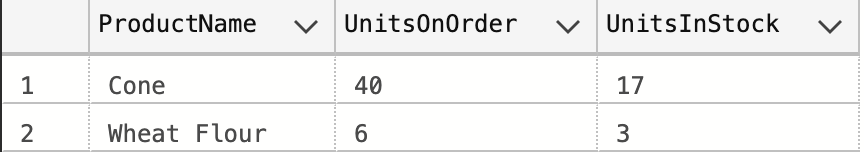 ProductName UnitsOnOrder UnitsInStock
1 Cone 40 17
2 Wheat Flour 6 3